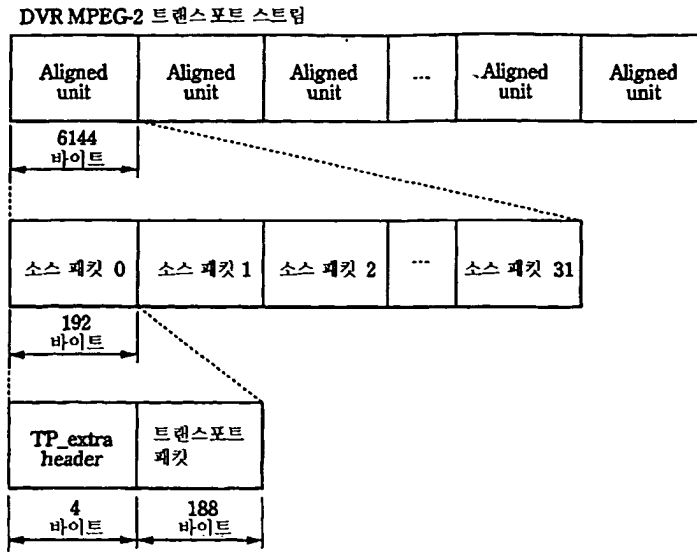 DVR MPEG-2 트랜스포트 스트림
Aligned unit
Aligned unit
Aligned unit
...
Aligned unit
Aligned unit
6144
바이트
소스 패킷 0
소스 패킷 1
소스 패킷 2
...
소스 패킷 31
192
바이트
TP_extra header
트랜스포트 패킷
4
바이트
188
바이트